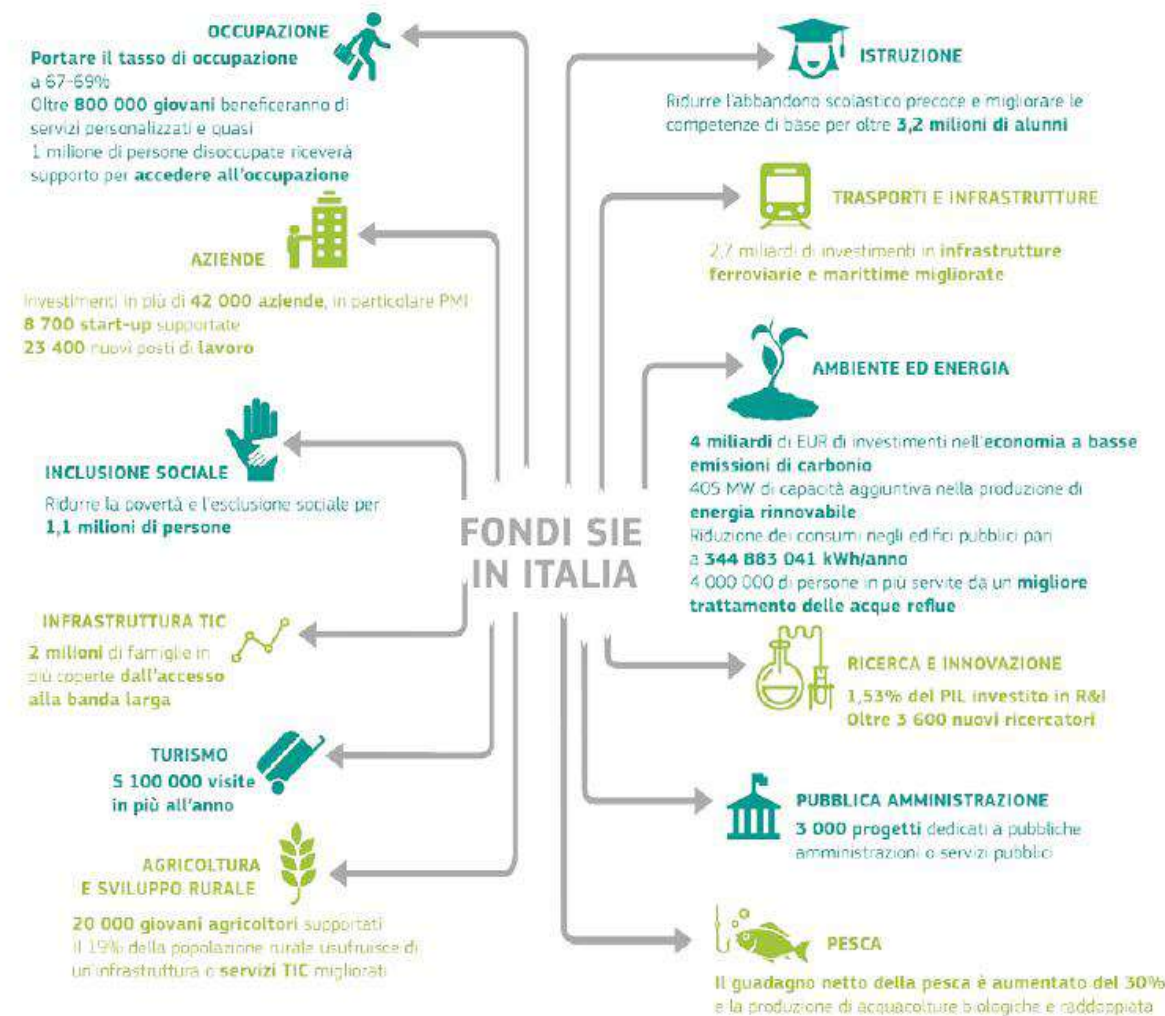 OCCUPAZIONE
Portare il tasso di occupazione
a 67-69%
Oltre 800 000 giovani beneficeranno di
servizi personalizzati e quasi
1 milione di persone disoccupate riceverà
supporto per accedere all'occupazione
AZIENDE
Investimenti in più di 42 000 aziende, in particolare PMI
8 700 start-up supportate
23 400 nuovi posti di lavoro
INCLUSIONE SOCIALE
Ridurre la povertà e l'esclusione sociale per
1,1 milioni di persone
INFRASTRUTTURA TIC
2 milioni di famiglie in
più coperte dall'accesso
alla banda larga
TURISMO
5 100 000 visite
in più all'anno
AGRICOLTURA
E SVILUPPO RURALE
20 000 giovani agricoltori supportati
Il 19% della popolazione rurale usufruisce di
un'infrastruttura o servizi TIC migliorati
FONDI SIE
IN ITALIA
ISTRUZIONE
Ridurre l'abbandono scolastico precoce e migliorare le
competenze di base per oltre 3,2 milioni di alunni
TRASPORTI E INFRASTRUTTURE
2,7 miliardi di investimenti in infrastrutture
ferroviarie e marittime migliorate
AMBIENTE ED ENERGIA
4 miliardi di EUR di investimenti nell'economia a basse
emissioni di carbonio
405 MW di capacità aggiuntiva nella produzione di
energia rinnovabile
Riduzione dei consumi negli edifici pubblici pari
a 344 883 041 kWh/anno
4 000 000 di persone in più servite da un migliore
trattamento delle acque reflue
RICERCA E INNOVAZIONE
1,53% del PIL investito in R&I
Oltre 3 600 nuovi ricercatori
PUBBLICA AMMINISTRAZIONE
3 000 progetti dedicati a pubbliche
amministrazioni o servizi pubblici
PESCA
Il guadagno netto della pesca è aumentato del 30%
e la produzione di acquacolture biologiche e raddoppiata